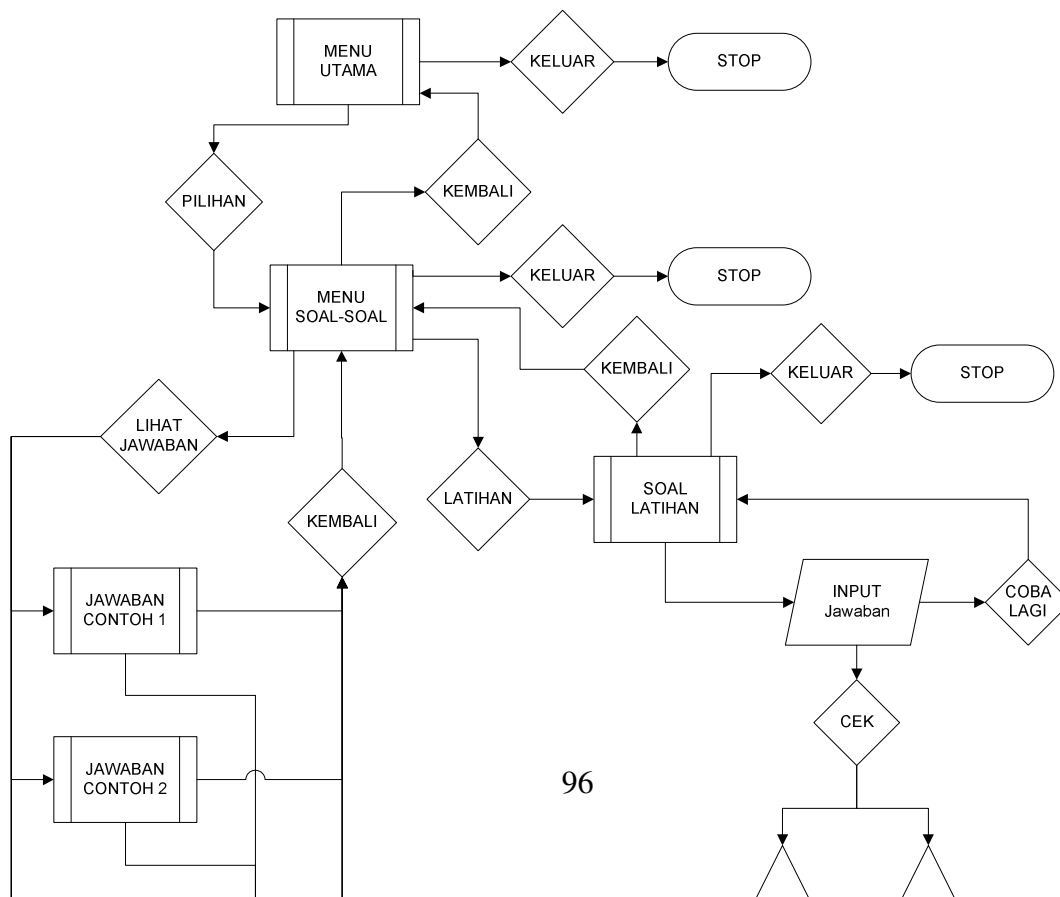 MENU
UTAMA
KELUAR
STOP
PILIHAN
KEMBALI
MENU
SOAL-SOAL
KELUAR
STOP
KEMBALI
KELUAR
STOP
LIHAT
JAWABAN
KEMBALI
LATIHAN
SOAL
LATIHAN
JAWABAN
CONTOH 1
INPUT
Jawaban
COBA
LAGI
CEK
JAWABAN
CONTOH 2
96